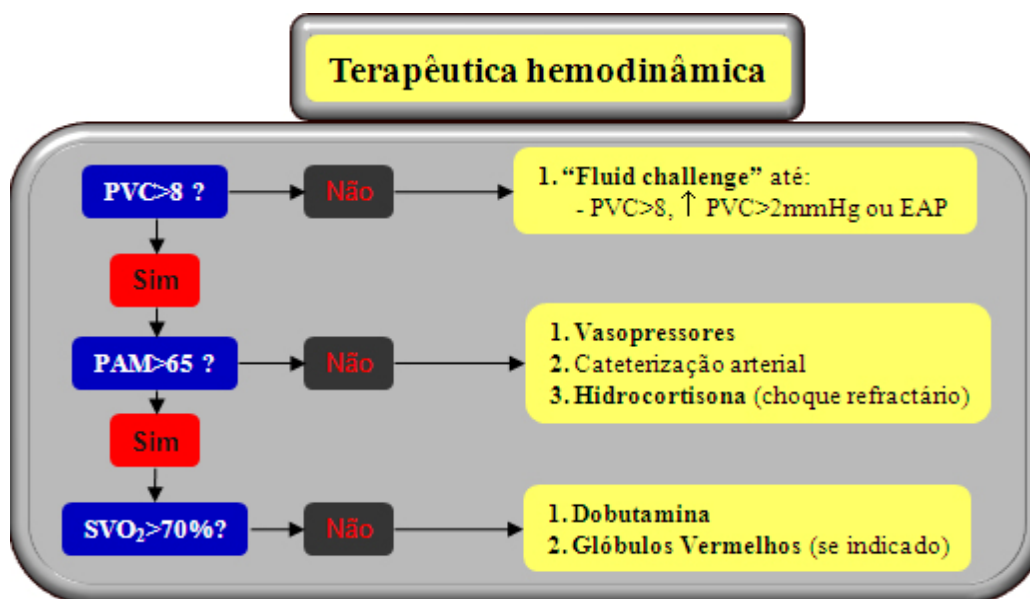 Terapêutica hemodinâmica
PVC>8 ?
Não
1. “Fluid challenge” até:
- PVC>8, ↑ PVC>2mmHg ou EAP
Sim
PAM>65 ?
Não
1. Vasopressores
2. Cateterização arterial
3. Hidrocortisona (choque refractário)
Sim
SVO₂>70%?
Não
1. Dobutamina
2. Glóbulos Vermelhos (se indicado)